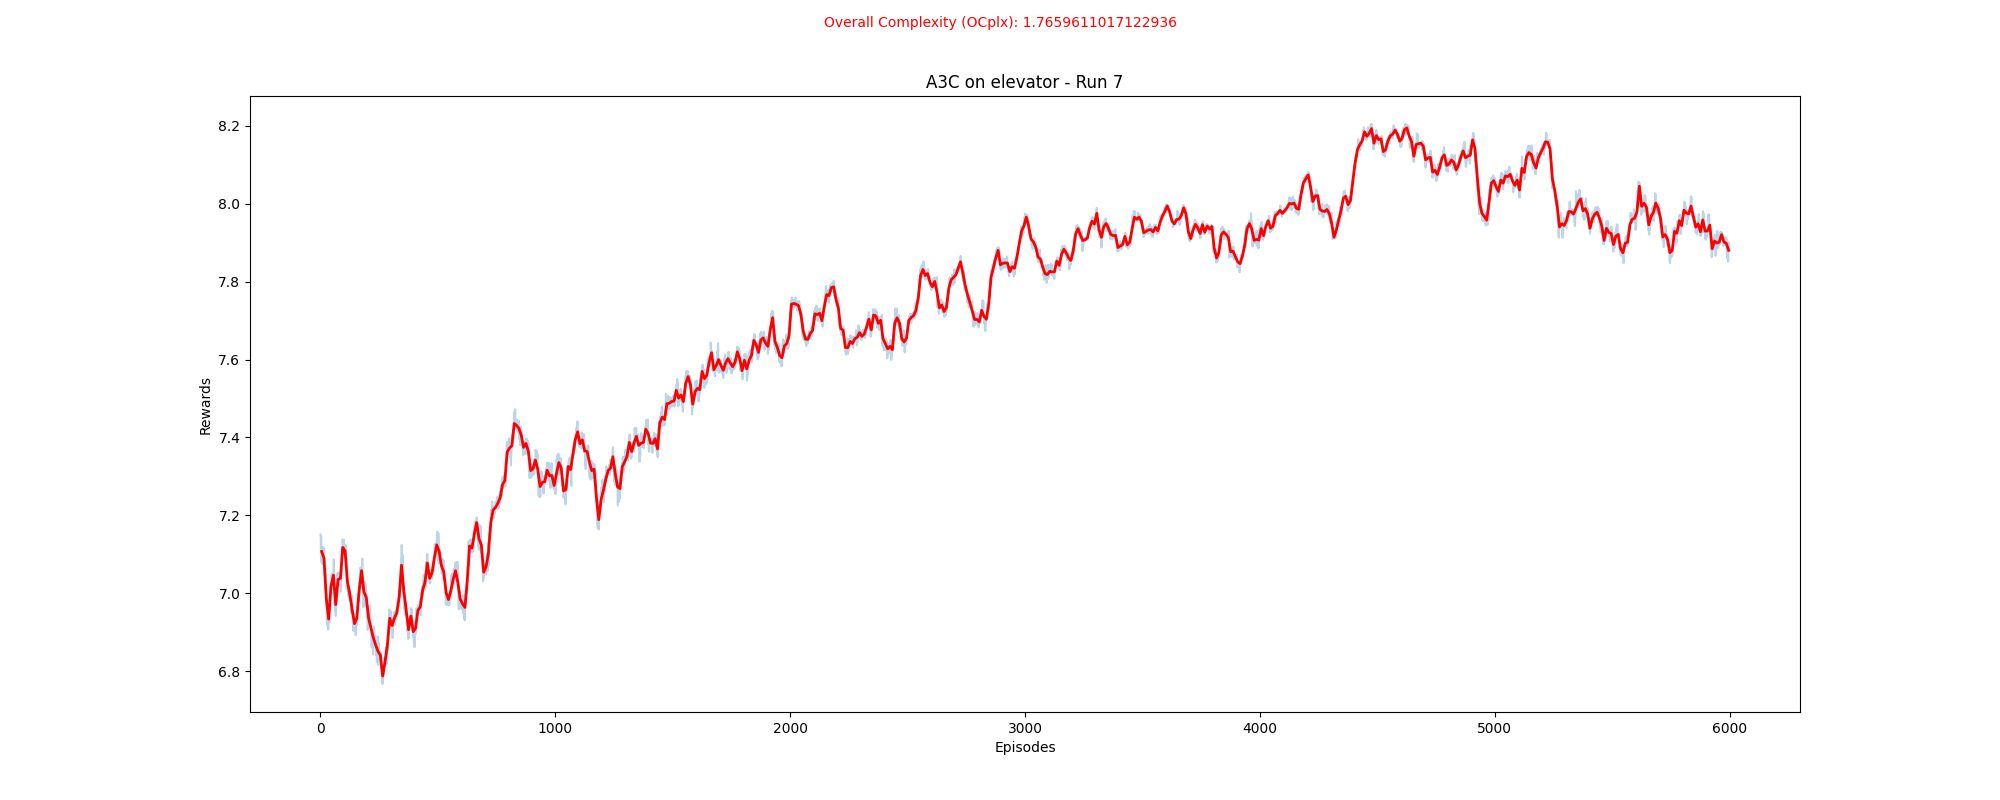 Overall Complexity (OCplx): 1.7659611017122936
A3C on elevator - Run 7
8.2
8.0
7.8
7.6
7.4
7.2
7.0
6.8
Rewards
0 1000 2000 3000 4000 5000 6000
Episodes